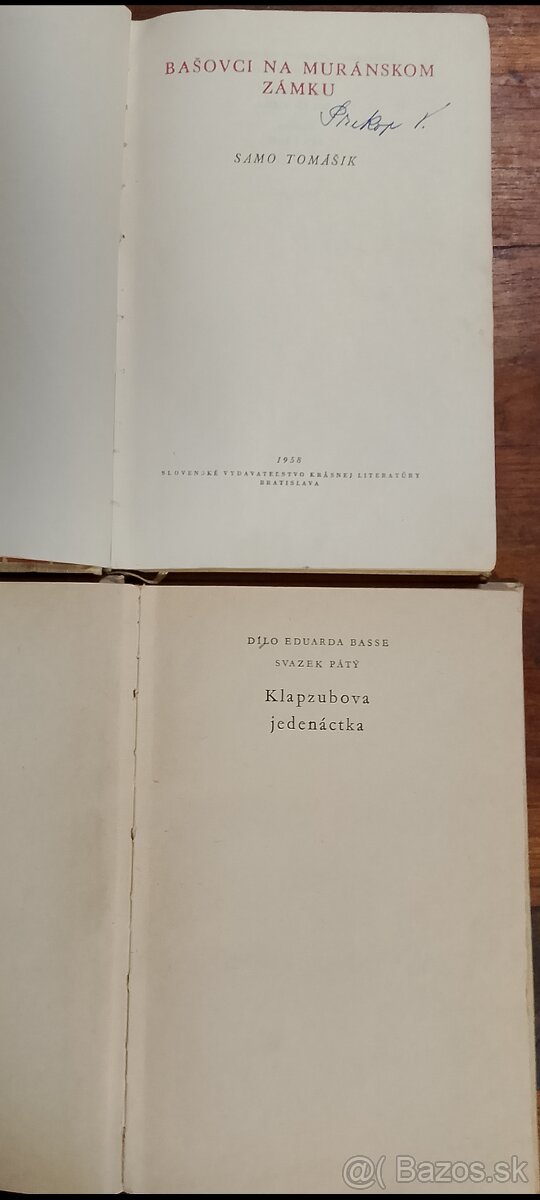 BAŠOVCI NA MURÁNSKOM
ZÁMKU
Prekop V.
SAMO TOMÁŠIK
1958
SLOVENSKÉ VYDAVATEĽSTVO KRÁSNEJ LITERATÚRY
BRATISLAVA
DÍLO EDUARDA BASSE
SVAZEK PÁTÝ
Klapzubova
jedenáctka
@( Bazos.sk